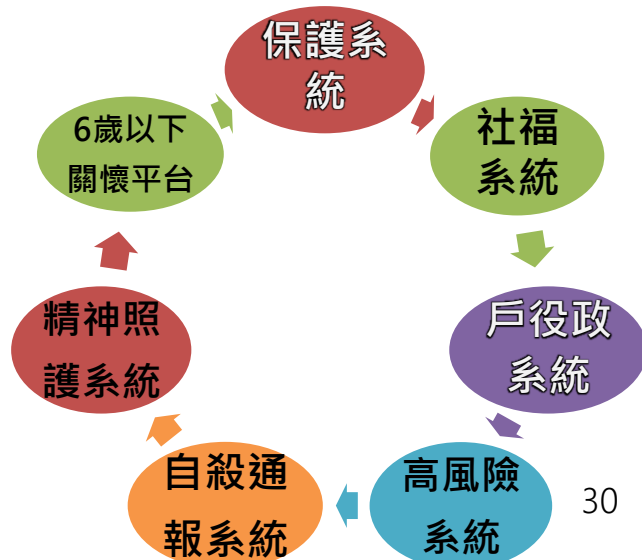 保護系
統
社福
系統
戶役政
系統
高風險
系統
自殺通
報系統
精神照
護系統
6歲以下
關懷平台
30